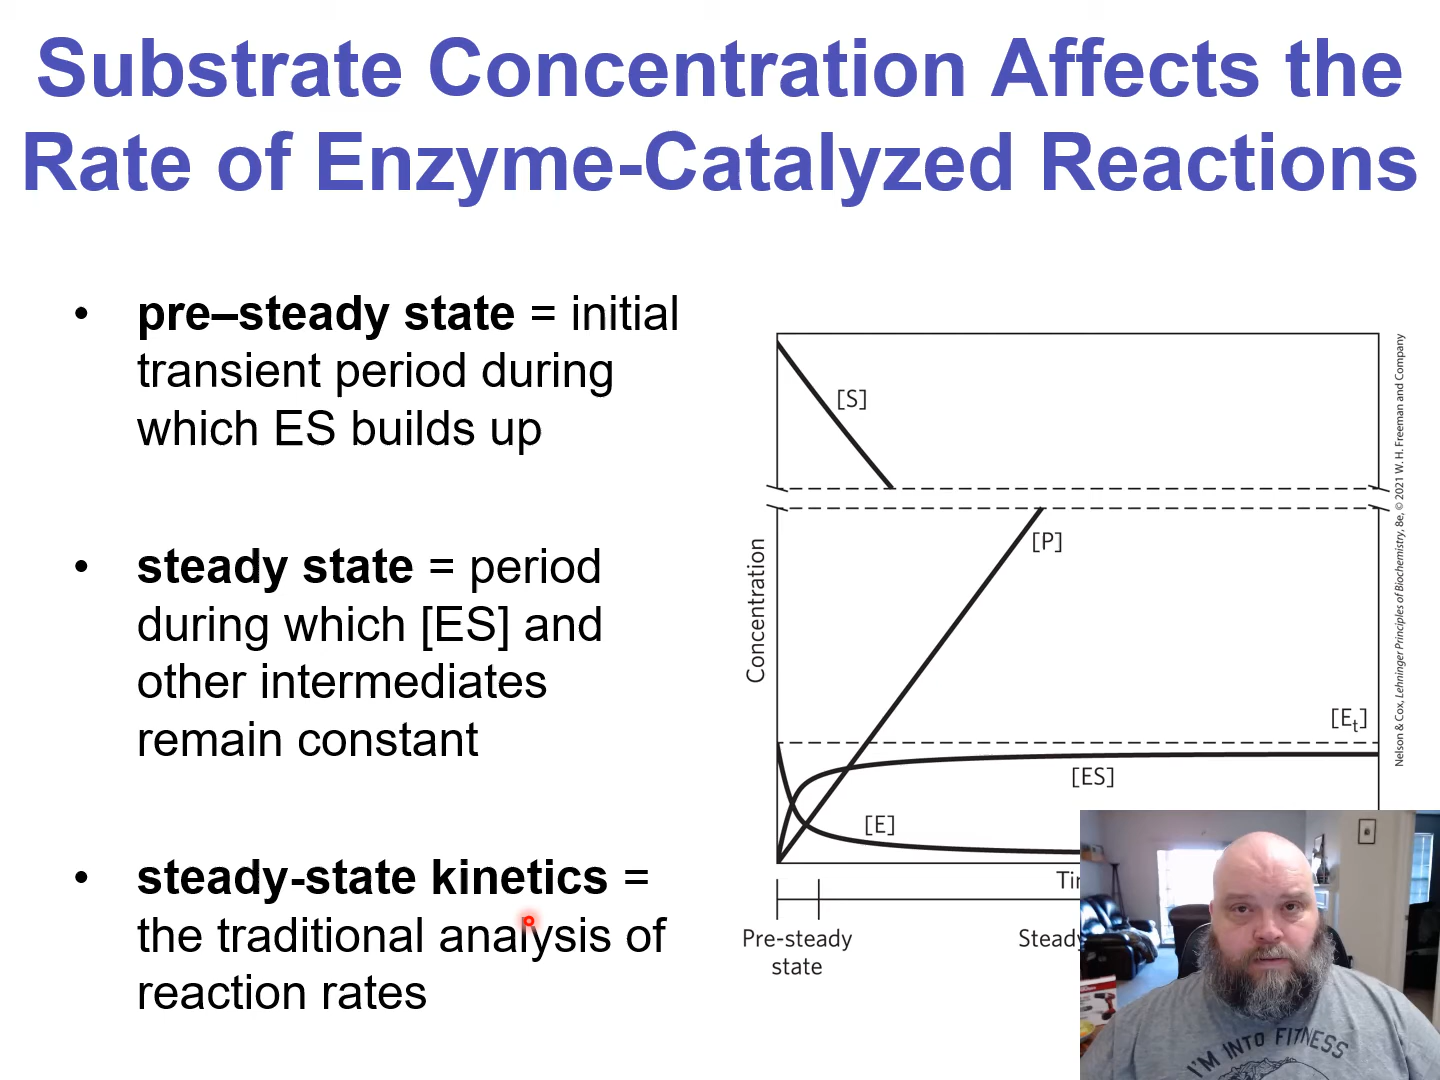 Substrate Concentration Affects the
Rate of Enzyme-Catalyzed Reactions
• pre–steady state = initial
transient period during
which ES builds up
• steady state = period
during which [ES] and
other intermediates
remain constant
• steady-state kinetics =
the traditional analysis of
reaction rates
[S]
[P]
Concentration
[Et]
[ES]
[E]
Pre-steady
state
Steady
Nelson & Cox, Lehninger Principles of Biochemistry, 8e, © 2021 W. H. Freeman and Company
I'M INTO FITNESS